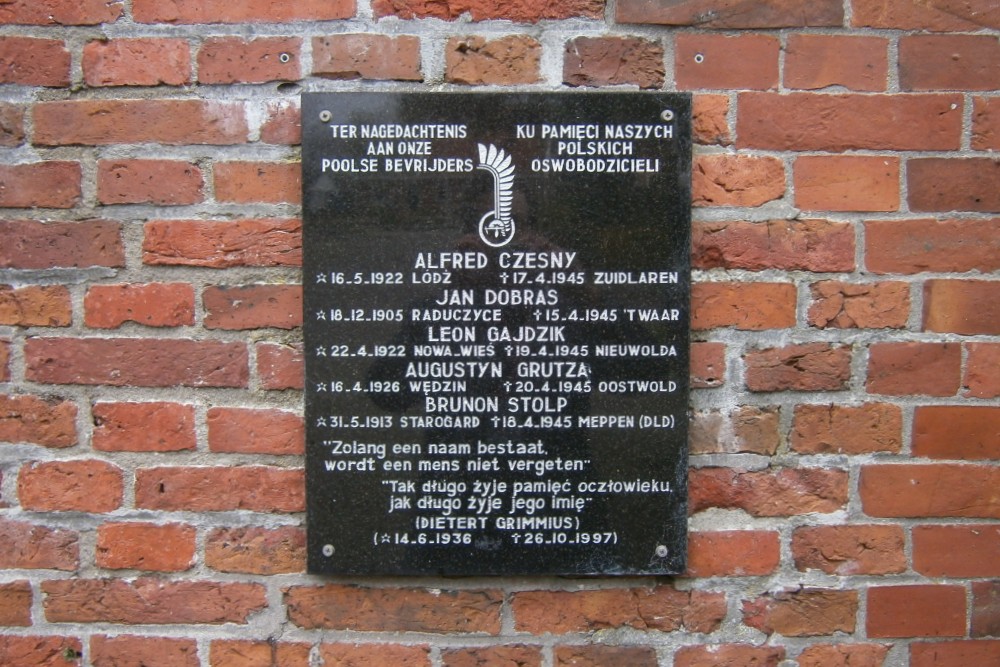 TER NAGEDACHTENIS
AAN ONZE
POOLSE BEVRIJDERS
KU PAMIĘCI NASZYCH
POLSKICH
OSWOBODZICIELI
ALFRED CZESNY
☆16.5.1922 LÓDŻ ✝17.4.1945 ZUIDLAREN
JAN DOBRAS
☆18.12.1905 RADUCZYCE ✝15.4.1945 'TWAAR
LEON GAJDZIK
☆22.4.1922 NOWA-WIEŚ ✝19.4.1945 NIEUWOLDA
AUGUSTYN GRUTZA
☆16.4.1926 WĘDZIN ✝20.4.1945 OOSTWOLD
BRUNON STOLP
☆31.5.1913 STAROGARD ✝18.4.1945 MEPPEN (DLD)
"Zolang een naam bestaat,
wordt een mens niet vergeten"
"Tak długo żyje pamięć oczłowieku,
jak długo żyje jego imię"
(DIETERT GRIMMIUS)
(☆14.6.1936 ✝26.10.1997)